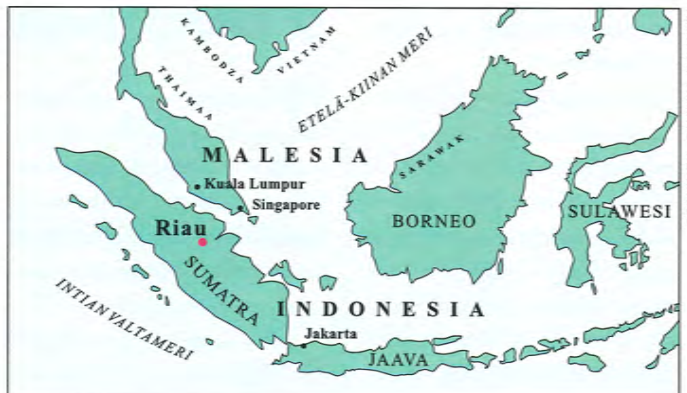 KAMBODZA
VIETNAM
THAIMAA
ETELÄ-KIINAN MERI
MALESIA
SARAWAK
Kuala Lumpur
Singapore
Riau
BORNEO
SULAWESI
SUMATRA
INTIAN VALTAMERI
INDONESIA
Jakarta
JAAVA